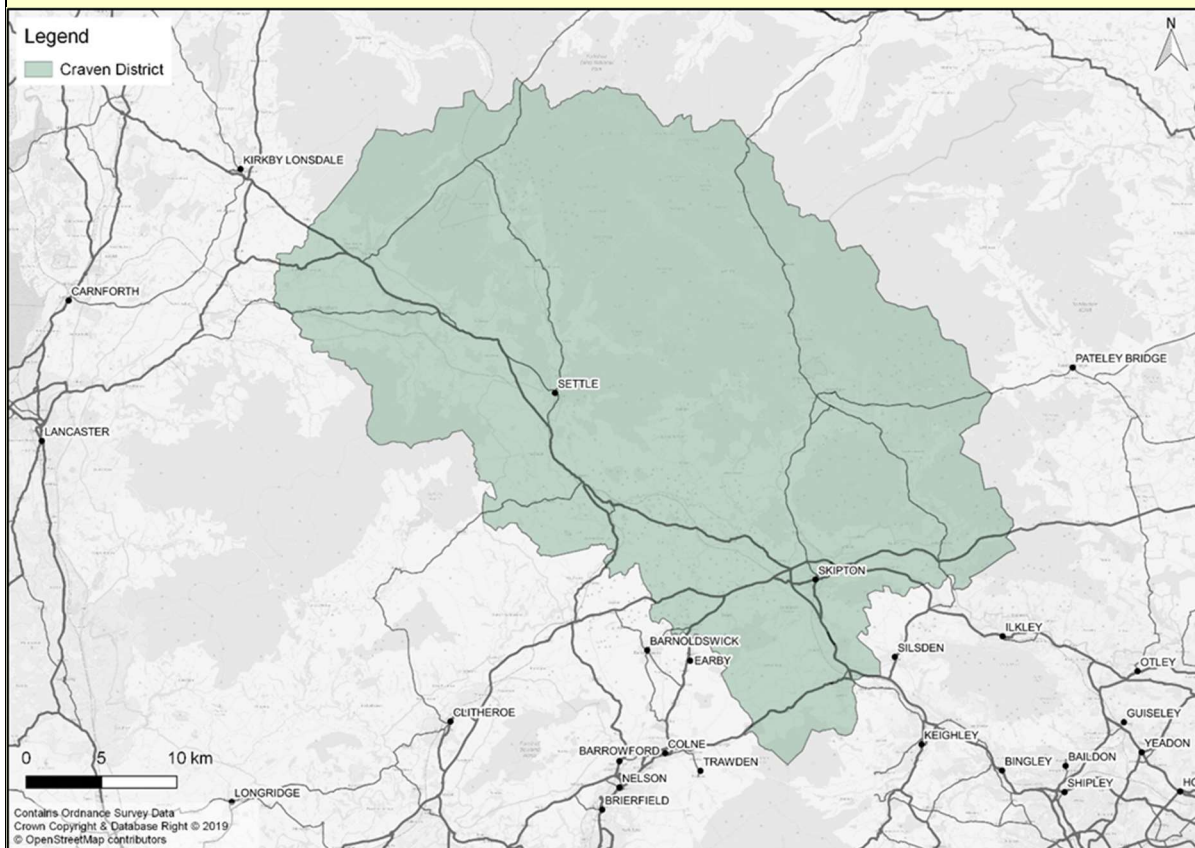 Legend
Craven District
N
KIRKBY LONSDALE
CARNFORTH
PATELEY BRIDGE
SETTLE
LANCASTER
SKIPTON
ILKLEY
BARNOLDSWICK
SILSDEN
EARBY
OTLEY
CLITHEROE
GUISELEY
KEIGHLEY
YEADON
BARROWFORD
COLNE
TRAWDEN
BINGLEY
BAILDON
NELSON
SHIPLEY
HO
BRIERFIELD
LONGRIDGE
0 5 10 km
Contains Ordnance Survey Data
Crown Copyright & Database Right © 2019
© OpenStreetMap contributors